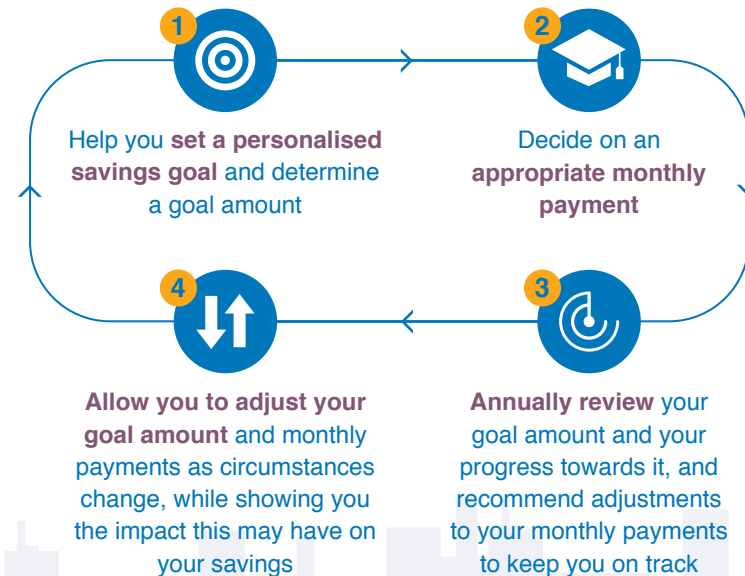 1
Help you set a personalised
savings goal and determine
a goal amount
2
Decide on an
appropriate monthly
payment
3
Annually review your
goal amount and your
progress towards it, and
recommend adjustments
to your monthly payments
to keep you on track
4
Allow you to adjust your
goal amount and monthly
payments as circumstances
change, while showing you
the impact this may have on
your savings